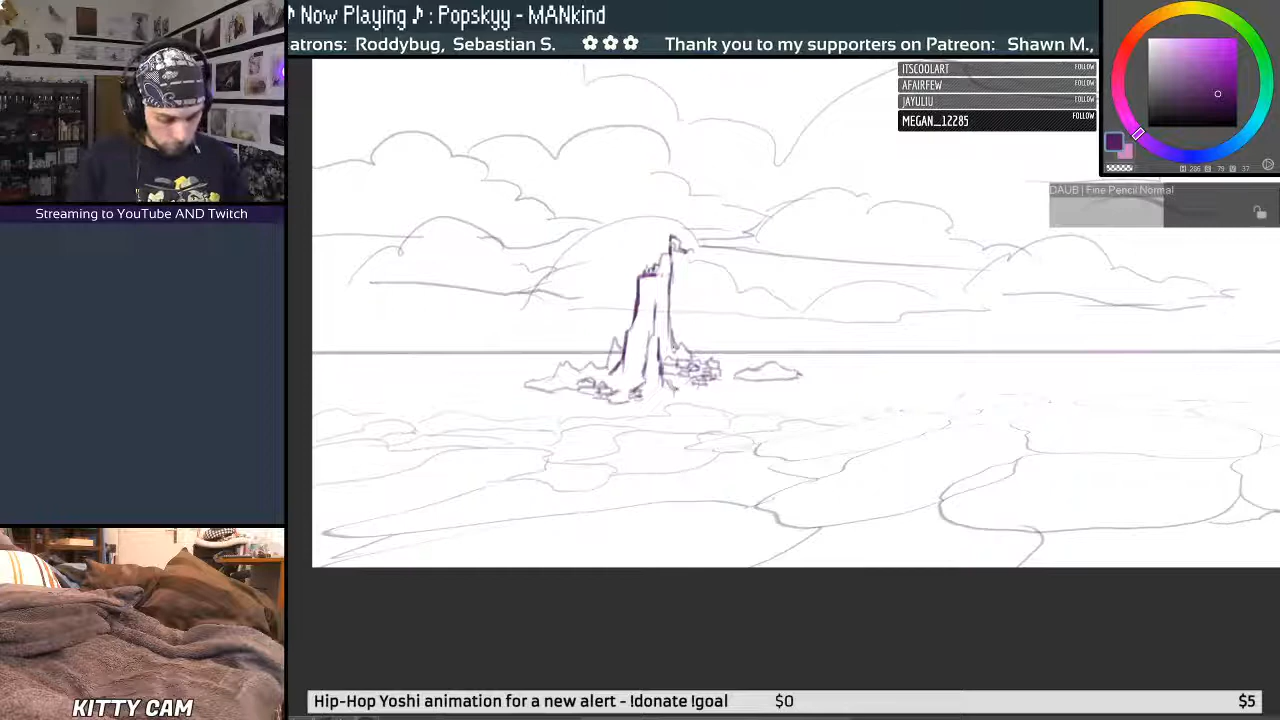 ♪ Now Playing ♪ : Popskyy - MANkind
atrons: Roddybug, Sebastian S. ✿ ✿ ✿ Thank you to my supporters on Patreon: Shawn M.,
ITSCOOLART FOLLOW
AFAIRFEW FOLLOW
JAYULIU FOLLOW
MEGAN_12285 FOLLOW
DAUB | Fine Pencil Normal
Streaming to YouTube AND Twitch
KITTY CAM
Hip-Hop Yoshi animation for a new alert - !donate !goal $0 $5